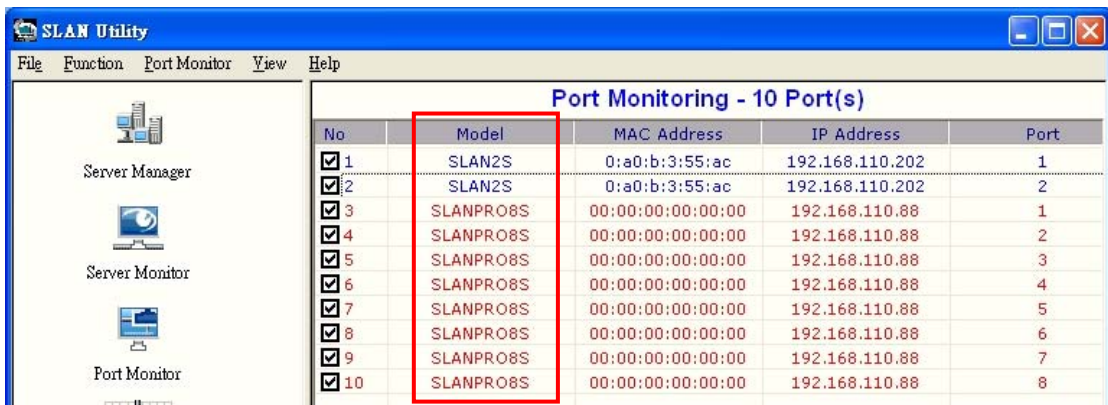 SLAN Utility
File Function Port Monitor View Help
Server Manager
Server Monitor
Port Monitor
Port Monitoring - 10 Port(s)
No Model MAC Address IP Address Port
1 SLAN2S 0:a0:b:3:55:ac 192.168.110.202 1
2 SLAN2S 0:a0:b:3:55:ac 192.168.110.202 2
3 SLANPRO8S 00:00:00:00:00:00 192.168.110.88 1
4 SLANPRO8S 00:00:00:00:00:00 192.168.110.88 2
5 SLANPRO8S 00:00:00:00:00:00 192.168.110.88 3
6 SLANPRO8S 00:00:00:00:00:00 192.168.110.88 4
7 SLANPRO8S 00:00:00:00:00:00 192.168.110.88 5
8 SLANPRO8S 00:00:00:00:00:00 192.168.110.88 6
9 SLANPRO8S 00:00:00:00:00:00 192.168.110.88 7
10 SLANPRO8S 00:00:00:00:00:00 192.168.110.88 8